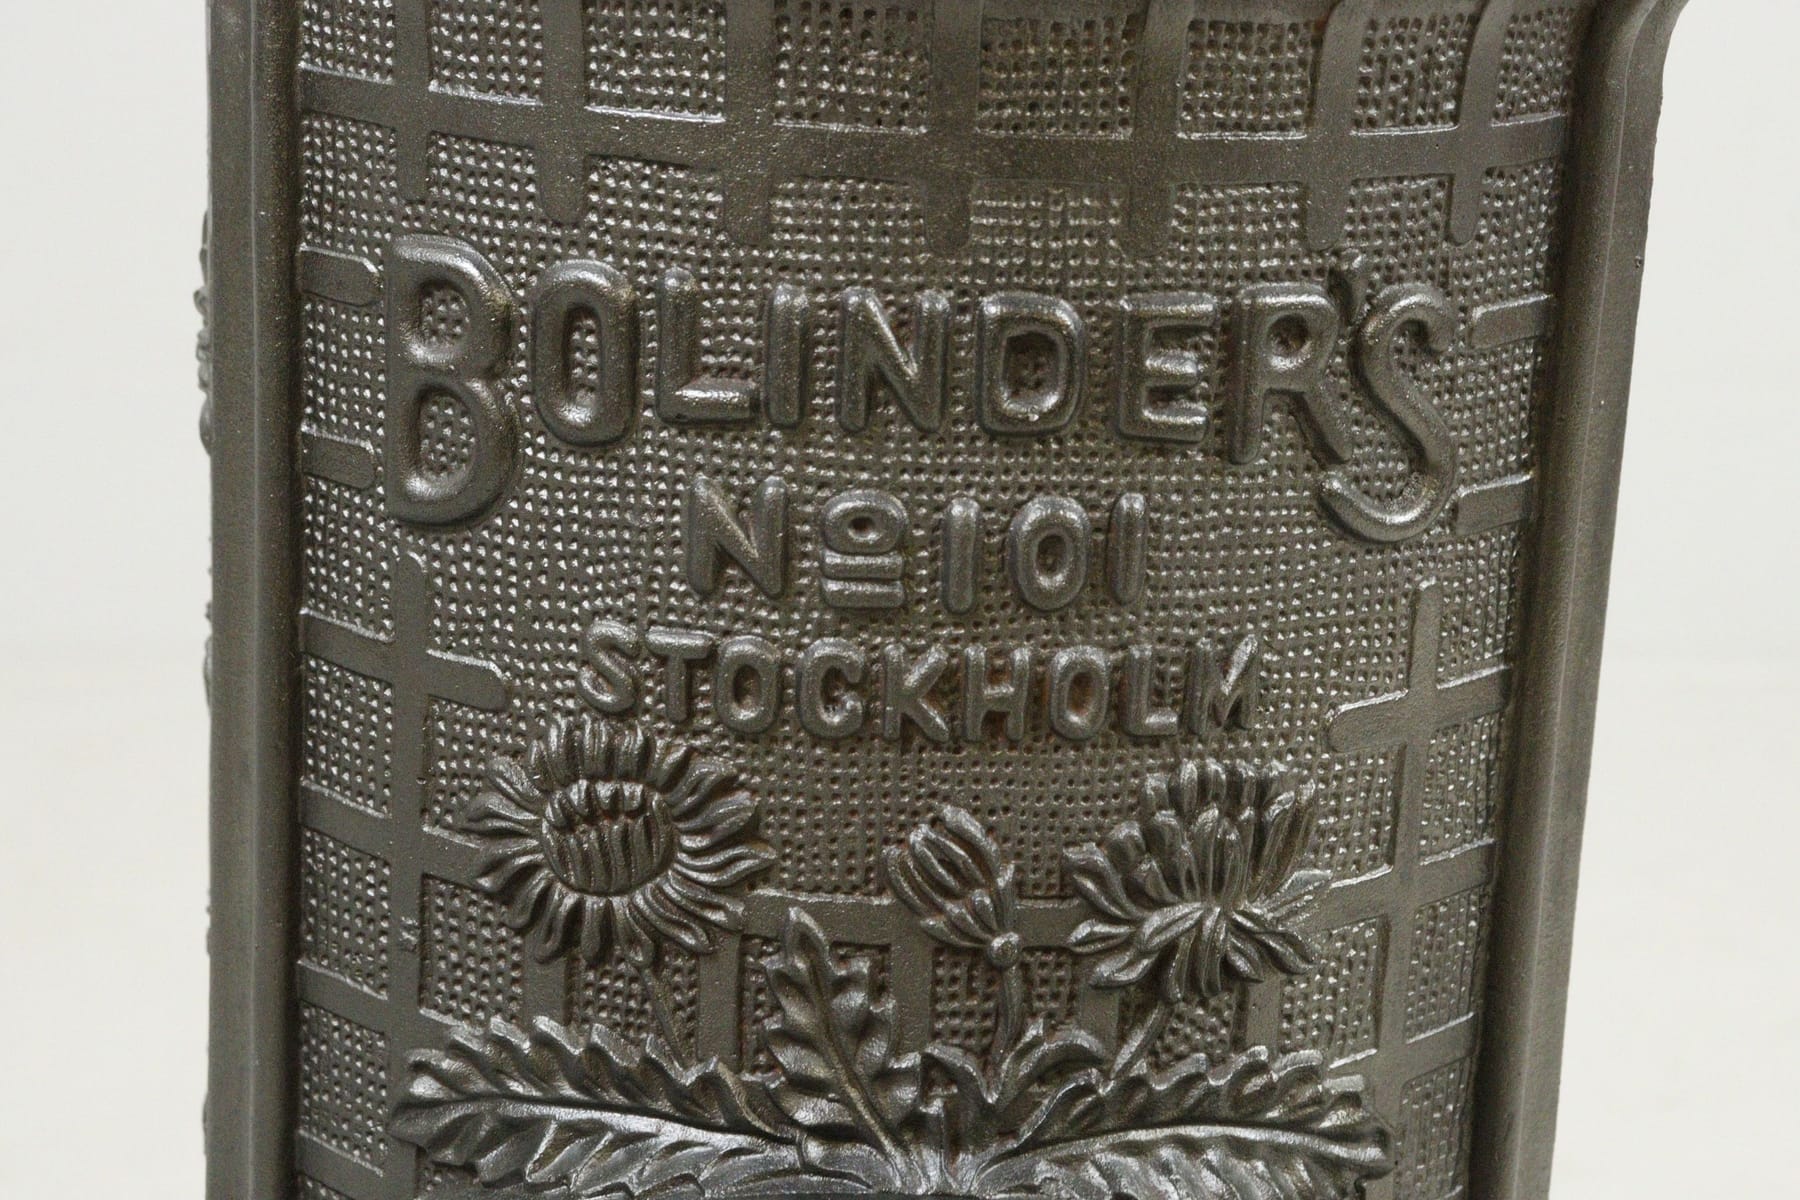 BOLINDER'S
Nº 101
STOCKHOLM